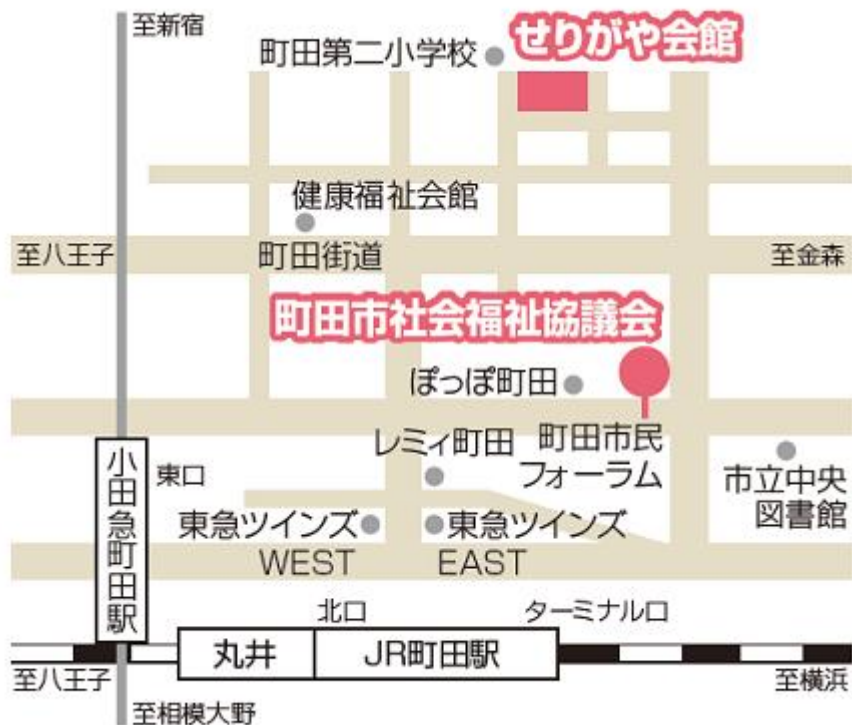 至新宿
町田第二小学校
せりがや会館
健康福祉会館
至八王子
町田街道
至金森
町田市社会福祉協議会
ぽっぽ町田
レミィ町田
町田市民
フォーラム
小田急町田駅
東口
市立中央
図書館
東急ツインズ
WEST
東急ツインズ
EAST
北口
ターミナル口
丸井
JR町田駅
至八王子
至横浜
至相模大野